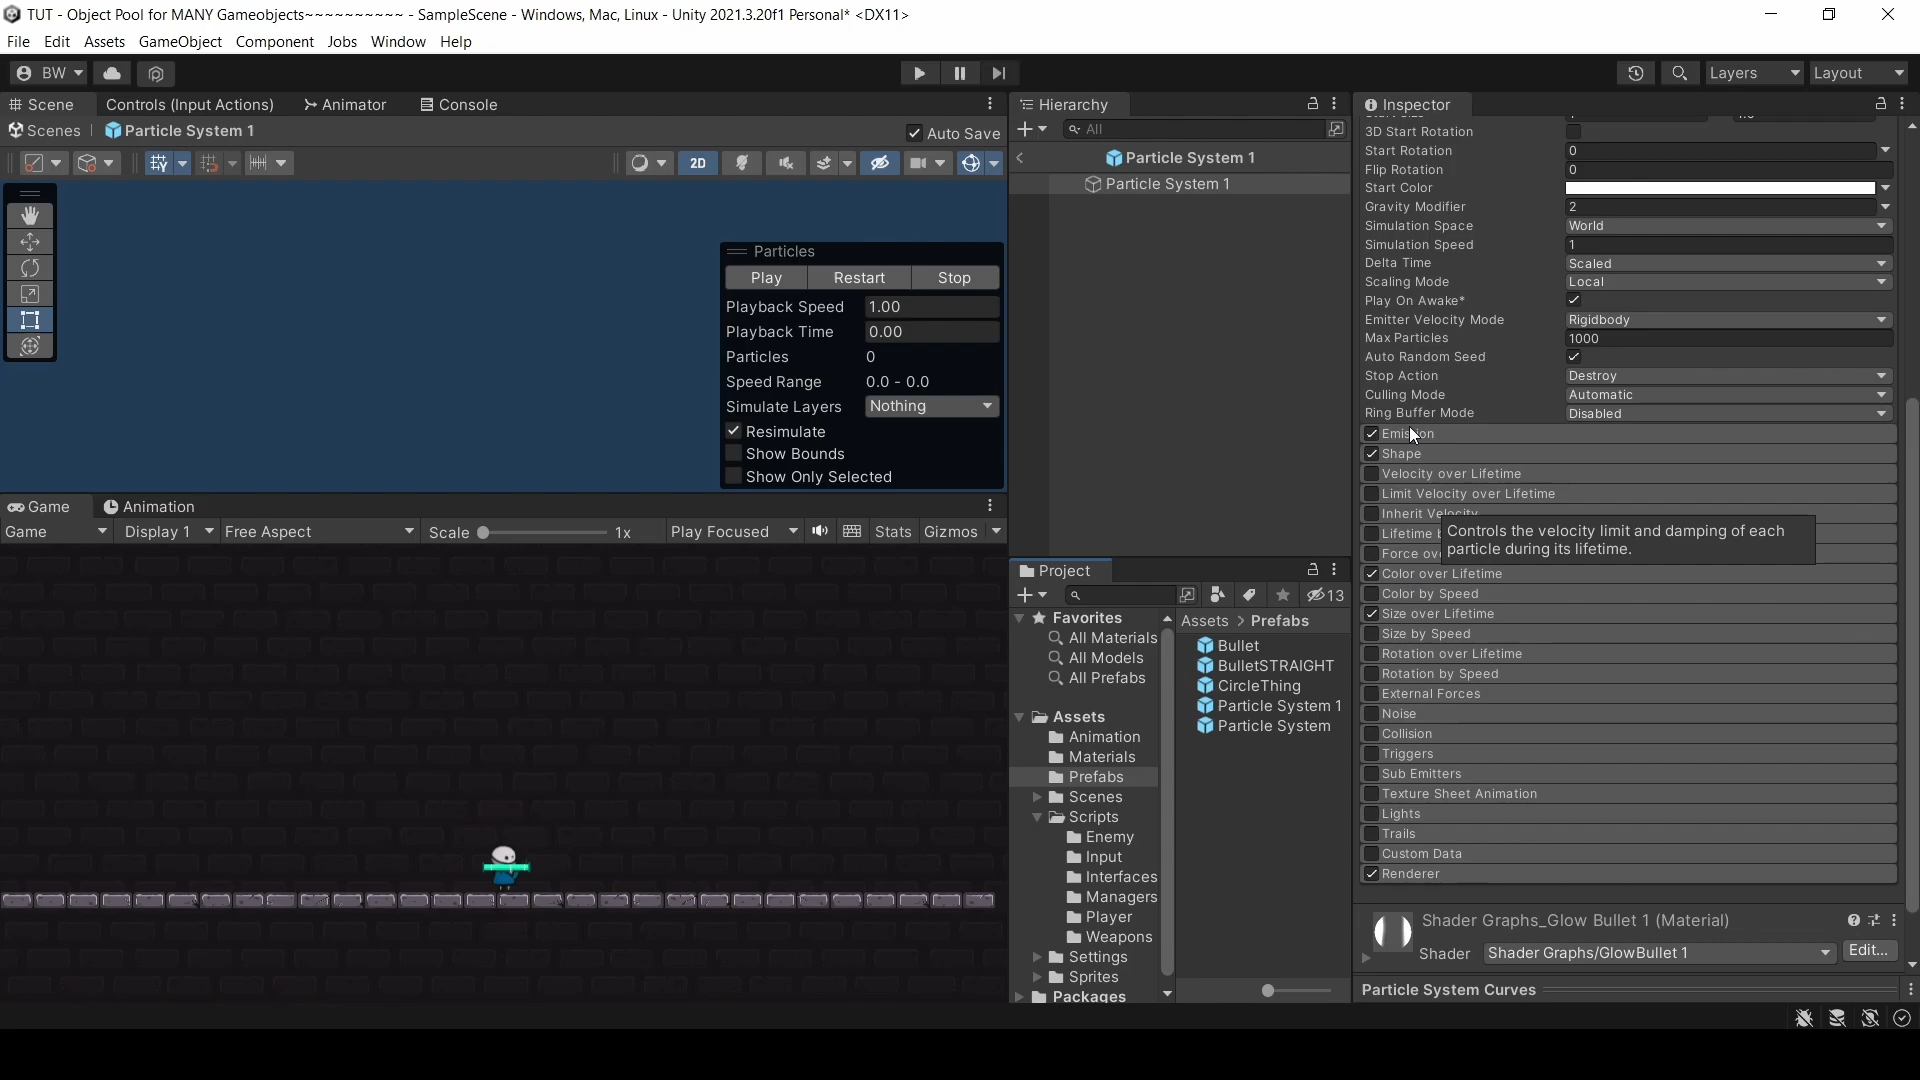 TUT - Object Pool for MANY Gameobjects~~~~~~~~~~ - SampleScene - Windows, Mac, Linux - Unity 2021.3.20f1 Personal* <DX11>
File Edit Assets GameObject Component Jobs Window Help
BW Layers Layout
Scene Controls (Input Actions) Animator Console
Scenes Particle System 1 Auto Save
2D
Particles
Play Restart Stop
Playback Speed 1.00
Playback Time 0.00
Particles 0
Speed Range 0.0 - 0.0
Simulate Layers Nothing
Resimulate
Show Bounds
Show Only Selected
Game Animation
Game Display 1 Free Aspect Scale 1x Play Focused Stats Gizmos
Hierarchy
All
Particle System 1
Particle System 1
Project
13
Favorites
All Materials
All Models
All Prefabs
Assets
Animation
Materials
Prefabs
Scenes
Scripts
Enemy
Input
Interfaces
Managers
Player
Weapons
Settings
Sprites
Packages
Assets > Prefabs
Bullet
BulletSTRAIGHT
CircleThing
Particle System 1
Particle System
Inspector
3D Start Rotation
Start Rotation 0
Flip Rotation 0
Start Color
Gravity Modifier 2
Simulation Space World
Simulation Speed 1
Delta Time Scaled
Scaling Mode Local
Play On Awake*
Emitter Velocity Mode Rigidbody
Max Particles 1000
Auto Random Seed
Stop Action Destroy
Culling Mode Automatic
Ring Buffer Mode Disabled
Emission
Shape
Velocity over Lifetime
Limit Velocity over Lifetime
Inherit Velocity
Controls the velocity limit and damping of each
particle during its lifetime.
Lifetime
Force
Color over Lifetime
Color by Speed
Size over Lifetime
Size by Speed
Rotation over Lifetime
Rotation by Speed
External Forces
Noise
Collision
Triggers
Sub Emitters
Texture Sheet Animation
Lights
Trails
Custom Data
Renderer
Shader Graphs_Glow Bullet 1 (Material)
Shader Shader Graphs/GlowBullet 1 Edit...
Particle System Curves